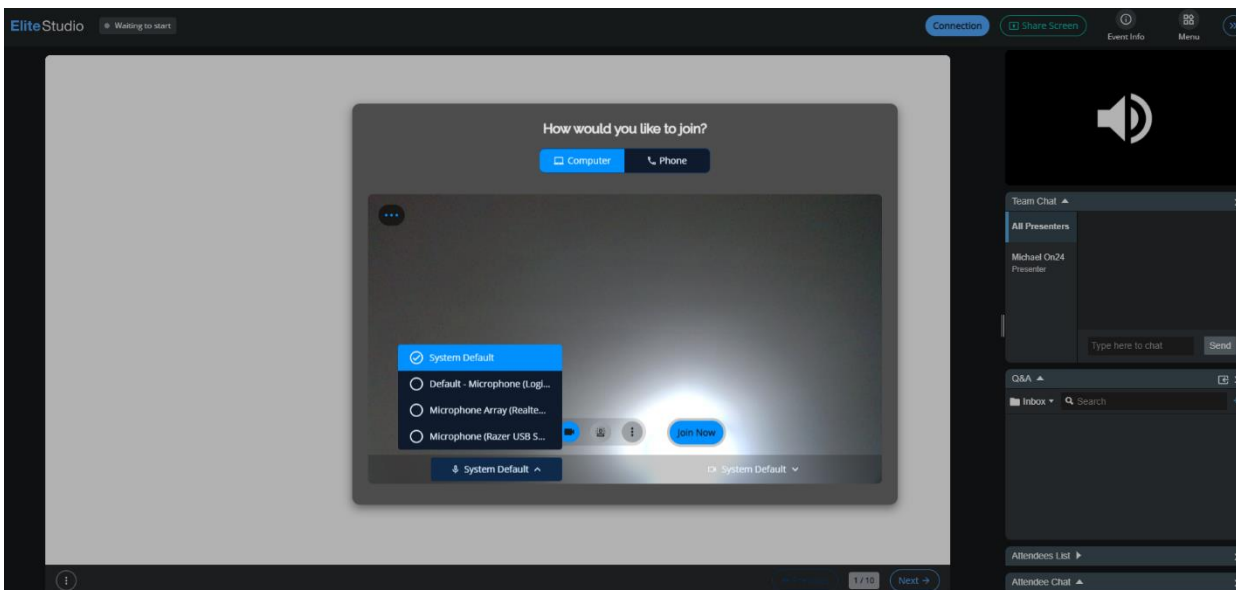 EliteStudio
Waiting to start
Connection
Share Screen
Event Info
Menu
How would you like to join?
Computer
Phone
System Default
Default - Microphone (Logi...
Microphone Array (Realte...
Microphone (Razer USB S...
Join Now
System Default
System Default
1 / 10
Next →
Team Chat
All Presenters
Michael On24
Presenter
Type here to chat
Send
Q&A
Inbox
Search
Attendees List
Attendee Chat